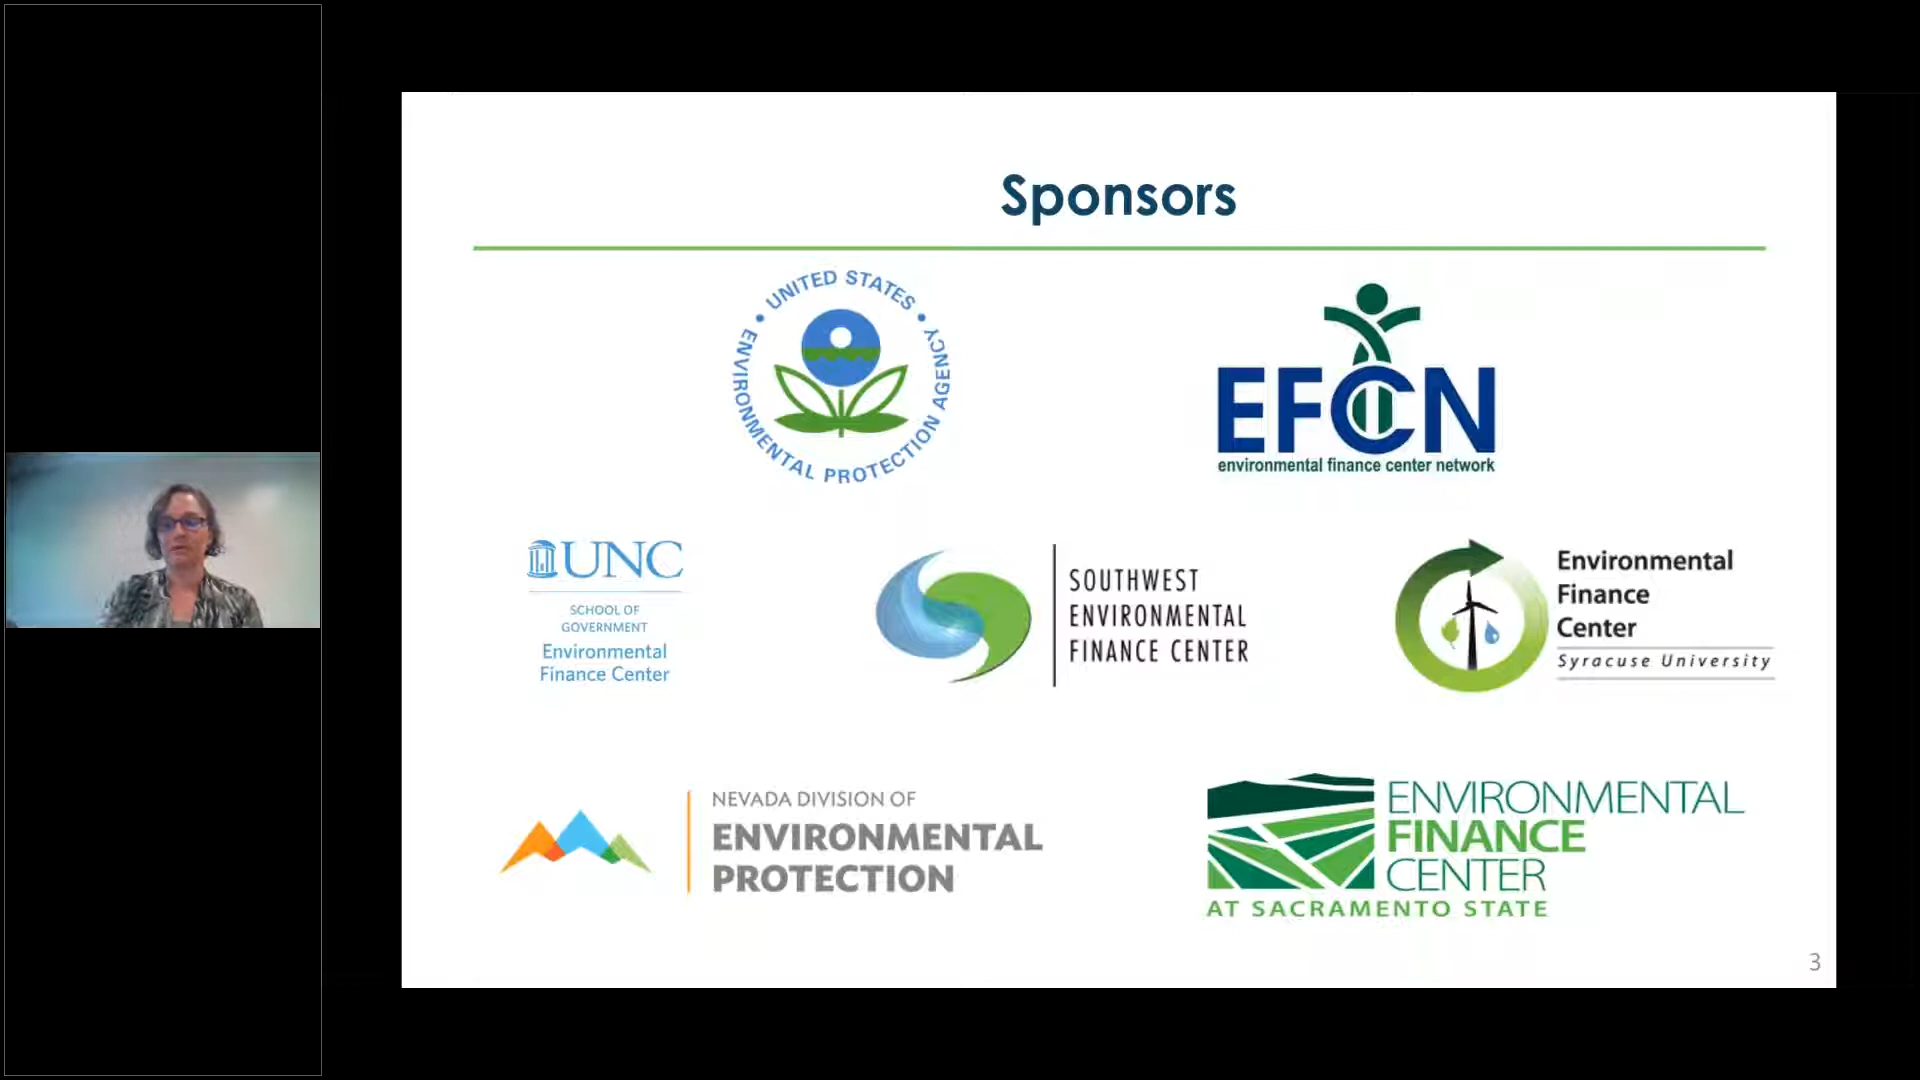 Sponsors
UNITED STATES
ENVIRONMENTAL PROTECTION AGENCY
EFCN
environmental finance center network
UNC
SCHOOL OF
GOVERNMENT
Environmental
Finance Center
SOUTHWEST
ENVIRONMENTAL
FINANCE CENTER
Environmental
Finance
Center
Syracuse University
NEVADA DIVISION OF
ENVIRONMENTAL
PROTECTION
ENVIRONMENTAL
FINANCE
CENTER
AT SACRAMENTO STATE
3